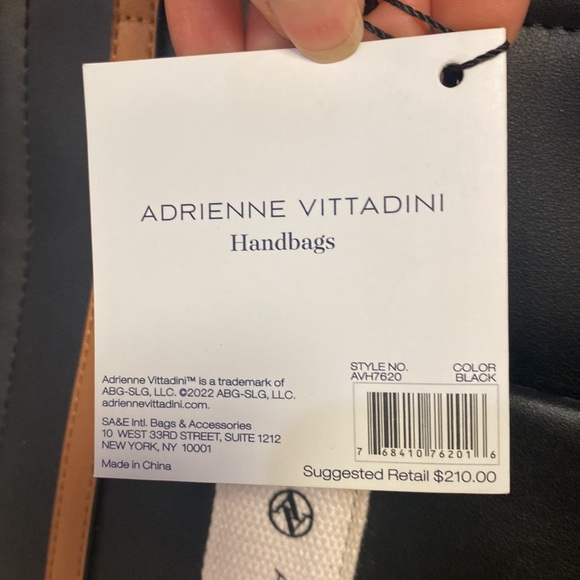 ADRIENNE VITTADINI
Handbags
Adrienne Vittadini™ is a trademark of
ABG-SLG, LLC. ©2022 ABG-SLG, LLC.
adriennevittadini.com.
SA&E Intl. Bags & Accessories
10 WEST 33RD STREET, SUITE 1212
NEW YORK, NY 10001
Made in China
STYLE NO. COLOR
AVH7620 BLACK
7 68410 76201 6
Suggested Retail $210.00